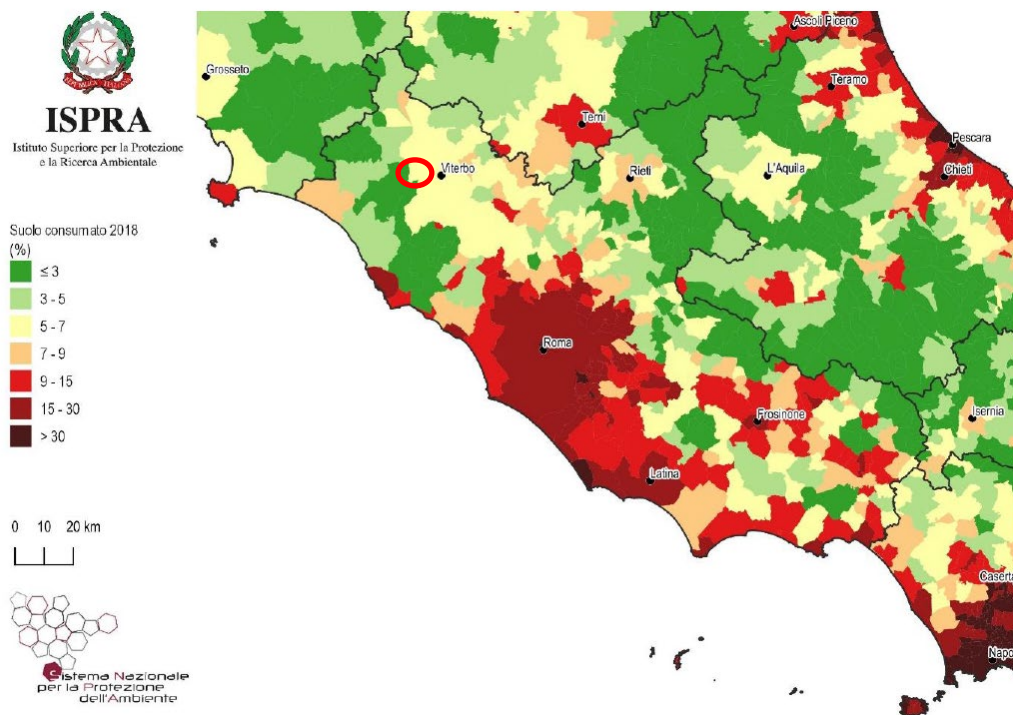 ISPRA
Istituto Superiore per la Protezione
e la Ricerca Ambientale
Suolo consumato 2018
(%)
≤ 3
3 - 5
5 - 7
7 - 9
9 - 15
15 - 30
> 30
0 10 20 km
Sistema Nazionale
per la Protezione
dell'Ambiente
Ascoli Piceno
Grosseto
Teramo
Terni
Pescara
Viterbo
Rieti
L'Aquila
Chieti
Roma
Isernia
Frosinone
Latina
Caserta
Napo